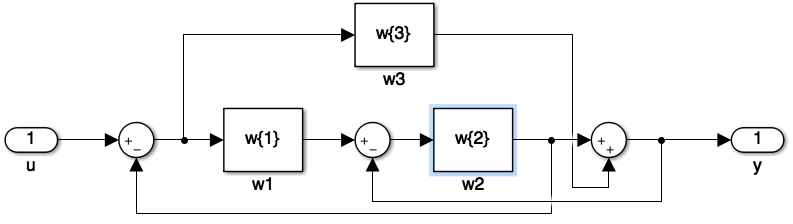 w{3}
w3
1
u
+
−
w{1}
w1
+
−
w{2}
w2
+
+
1
y